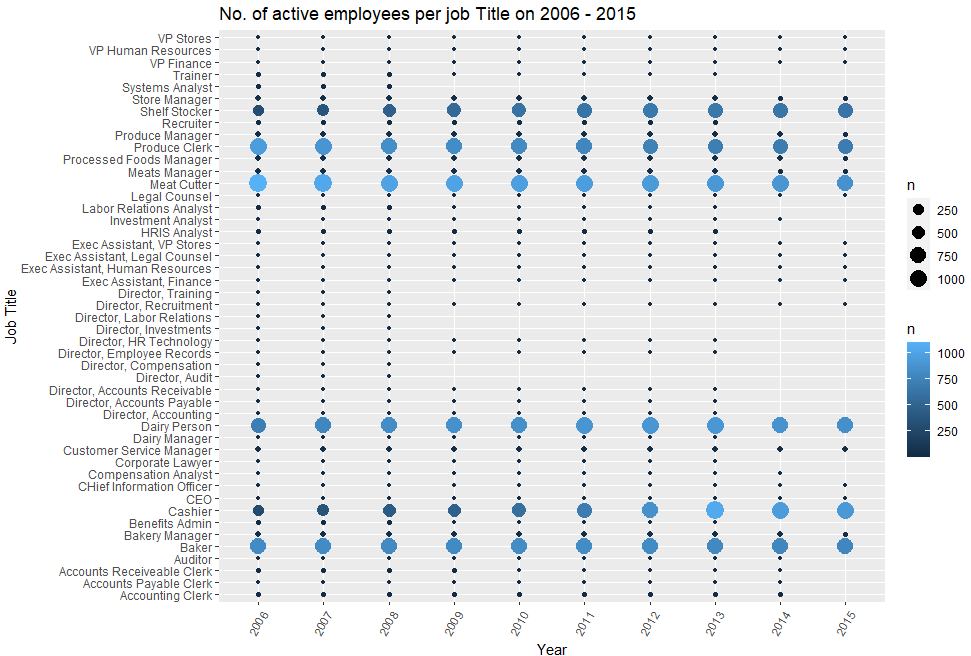 No. of active employees per job Title on 2006 - 2015
VP Stores
VP Human Resources
VP Finance
Trainer
Systems Analyst
Store Manager
Shelf Stocker
Recruiter
Produce Manager
Produce Clerk
Processed Foods Manager
Meats Manager
Meat Cutter
Legal Counsel
Labor Relations Analyst
Investment Analyst
HRIS Analyst
Exec Assistant, VP Stores
Exec Assistant, Legal Counsel
Exec Assistant, Human Resources
Exec Assistant, Finance
Director, Training
Director, Recruitment
Director, Labor Relations
Director, Investments
Director, HR Technology
Director, Employee Records
Director, Compensation
Director, Audit
Director, Accounts Receivable
Director, Accounts Payable
Director, Accounting
Dairy Person
Dairy Manager
Customer Service Manager
Corporate Lawyer
Compensation Analyst
CHief Information Officer
CEO
Cashier
Benefits Admin
Bakery Manager
Baker
Auditor
Accounts Receiveable Clerk
Accounts Payable Clerk
Accounting Clerk
Job Title
2006 2007 2008 2009 2010 2011 2012 2013 2014 2015
Year
n
250
500
750
1000
n
1000
750
500
250